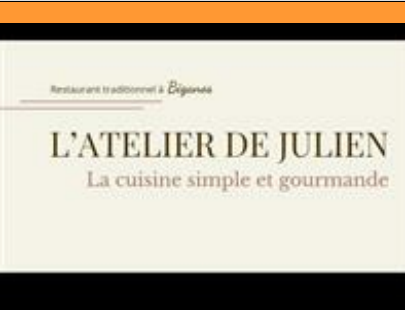 Restaurant traditionnel à Biganos
L'ATELIER DE JULIEN
La cuisine simple et gourmande